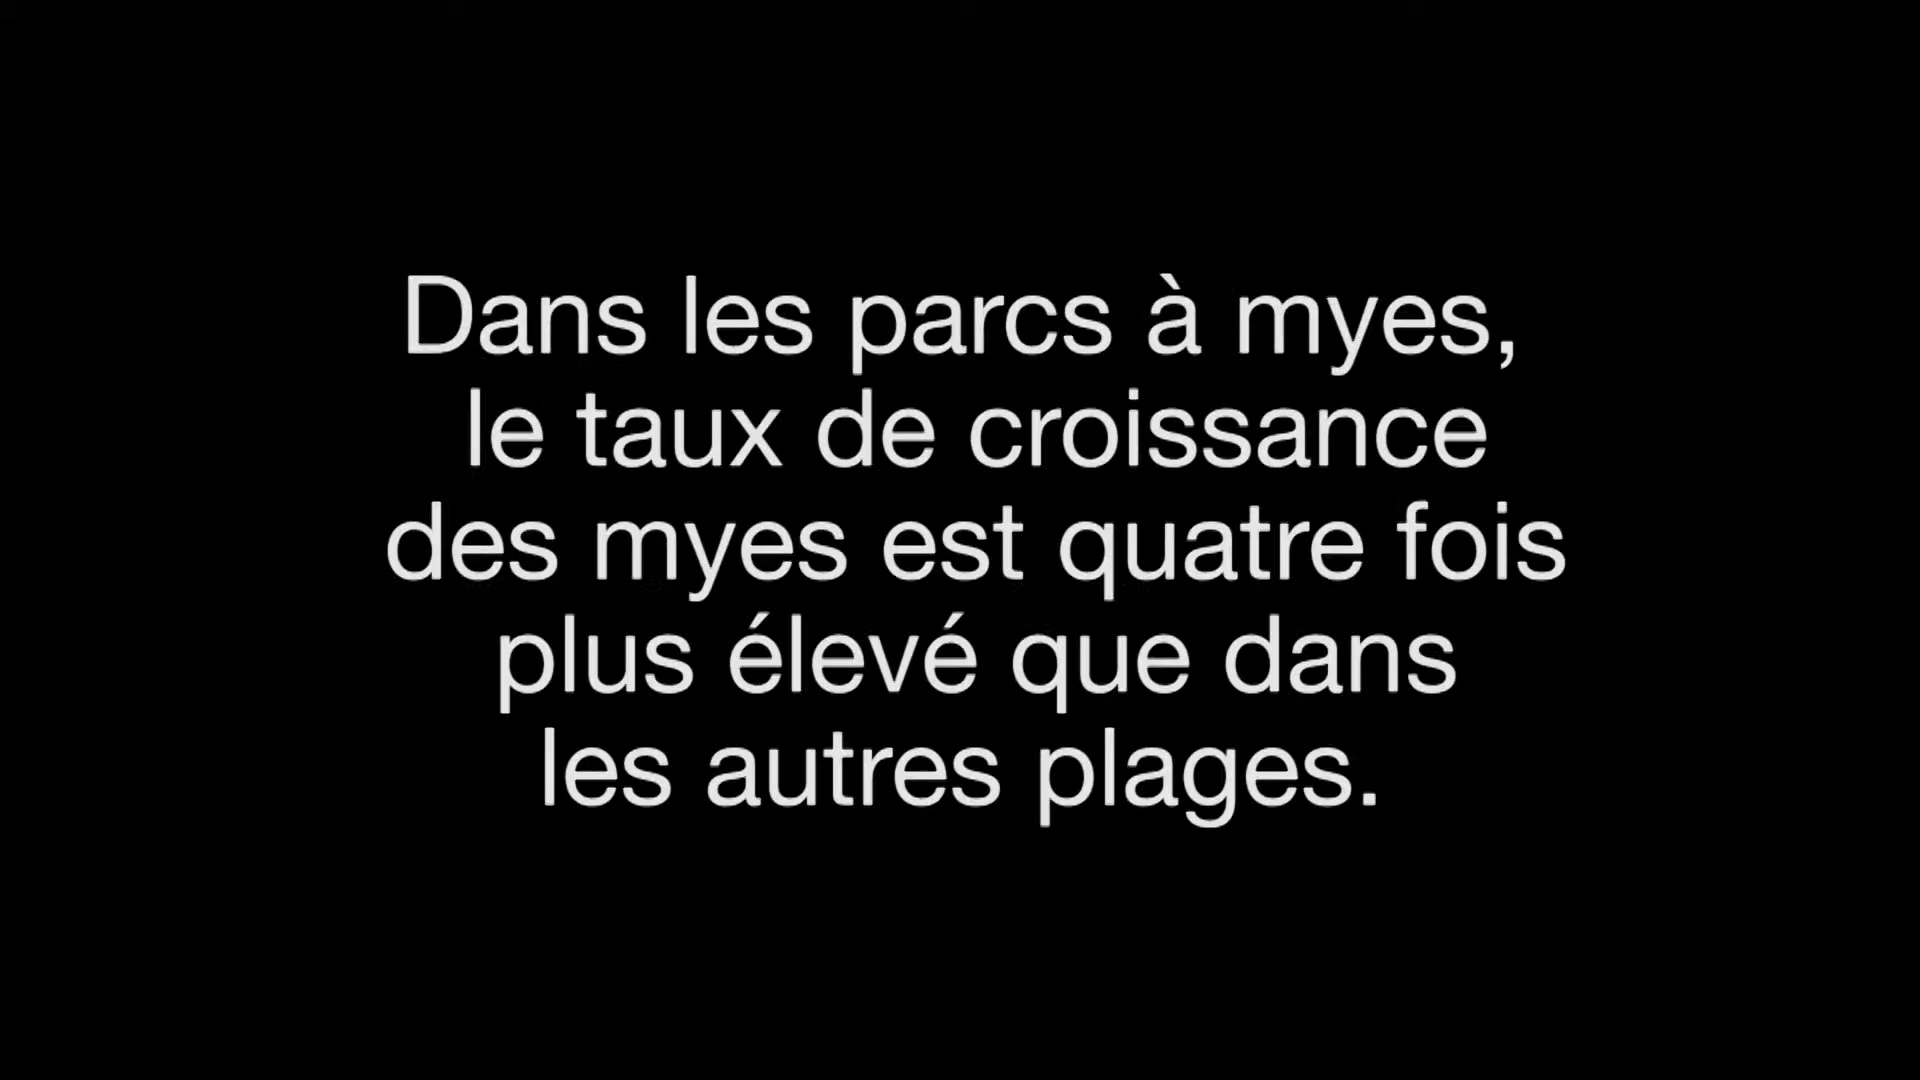 Dans les parcs à myes,
le taux de croissance
des myes est quatre fois
plus élevé que dans
les autres plages.